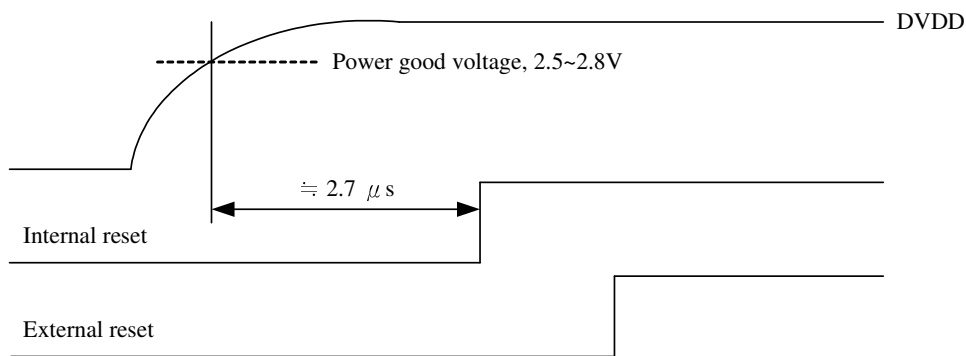 DVDD
Power good voltage, 2.5~2.8V
≒ 2.7 μs
Internal reset
External reset